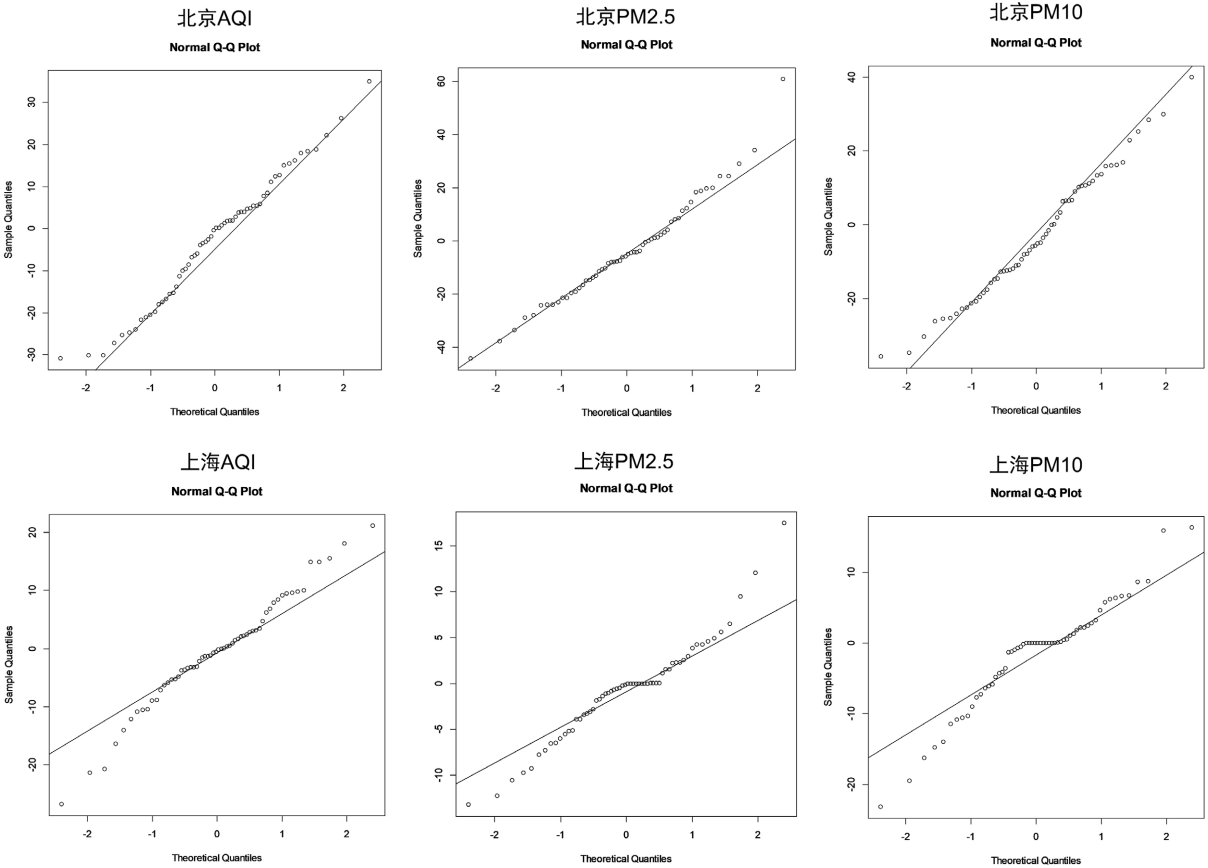 北京AQI
Normal Q-Q Plot
30
20
10
0
-10
-20
-30
Sample Quantiles
-2 -1 0 1 2
Theoretical Quantiles
北京PM2.5
Normal Q-Q Plot
60
40
20
0
20
40
Sample Quantiles
-2 -1 0 1 2
Theoretical Quantiles
北京PM10
Normal Q-Q Plot
40
20
0
-20
Sample Quantiles
-2 -1 0 1 2
Theoretical Quantiles
上海AQI
Normal Q-Q Plot
20
10
0
-10
-20
Sample Quantiles
-2 -1 0 1 2
Theoretical Quantiles
上海PM2.5
Normal Q-Q Plot
15
10
5
0
-5
-10
Sample Quantiles
-2 -1 0 1 2
Theoretical Quantiles
上海PM10
Normal Q-Q Plot
10
0
-10
-20
Sample Quantiles
-2 -1 0 1 2
Theoretical Quantiles